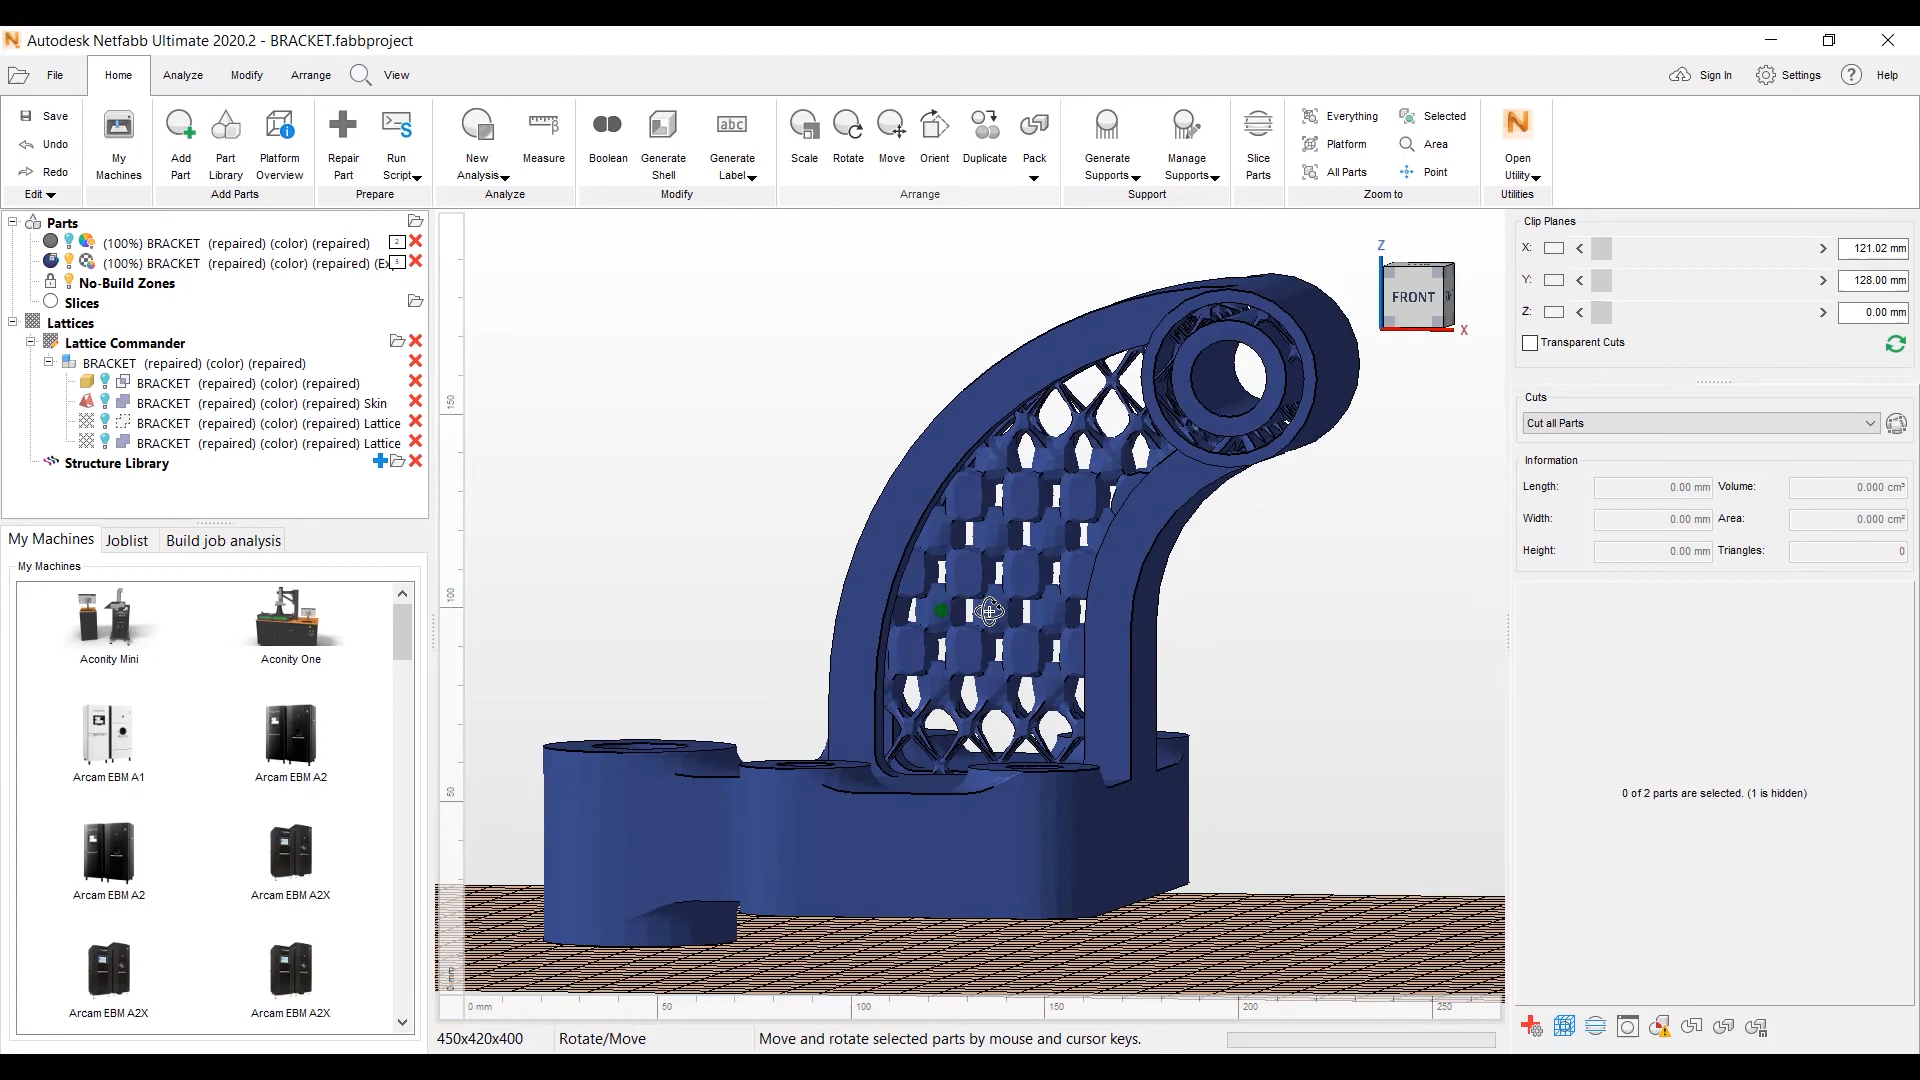 Autodesk Netfabb Ultimate 2020.2 - BRACKET.fabbproject
File Home Analyze Modify Arrange View Sign In Settings ? Help
Save Undo Redo Edit
My Machines
Add Part Part Library Platform Overview
Add Parts
Repair Part Run Script
Prepare
New Analysis Measure
Analyze
Boolean Generate Shell abc Generate Label
Modify
Scale Rotate Move Orient Duplicate Pack
Arrange
Generate Supports Manage Supports
Support
Slice Parts
Everything Selected
Platform Area
All Parts Point
Zoom to
N Open Utility
Utilities
Parts
(100%) BRACKET (repaired) (color) (repaired) 2
(100%) BRACKET (repaired) (color) (repaired) (Ex 3
No-Build Zones
Slices
Lattices
Lattice Commander
BRACKET (repaired) (color) (repaired)
BRACKET (repaired) (color) (repaired)
BRACKET (repaired) (color) (repaired) Skin
BRACKET (repaired) (color) (repaired) Lattice
BRACKET (repaired) (color) (repaired) Lattice
Structure Library
My Machines Joblist Build job analysis
My Machines
Aconity Mini Aconity One
Arcam EBM A1 Arcam EBM A2
Arcam EBM A2 Arcam EBM A2X
Arcam EBM A2X Arcam EBM A2X
150
100
50
0 mm
0 mm 50 100 150 200 250
Z
FRONT
X
450x420x400 Rotate/Move Move and rotate selected parts by mouse and cursor keys.
Clip Planes
X: 121.02 mm
Y: 128.00 mm
Z: 0.00 mm
Transparent Cuts
Cuts
Cut all Parts
Information
Length: 0.00 mm Volume: 0.000 cm³
Width: 0.00 mm Area: 0.000 cm²
Height: 0.00 mm Triangles: 0
0 of 2 parts are selected. (1 is hidden)